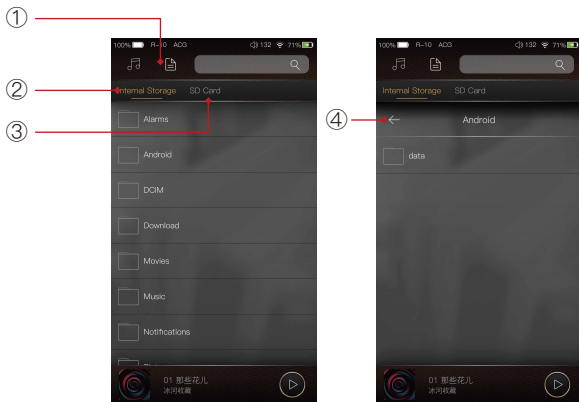 ①
100% R-10 ACG 132 71%
②
Internal Storage SD Card
③
Alarms
Android
DCIM
Download
Movies
Music
Notifications
01 那些花儿
冰河收藏
100% R-10 ACG 132 71%
Internal Storage SD Card
④
Android
data
01 那些花儿
冰河收藏